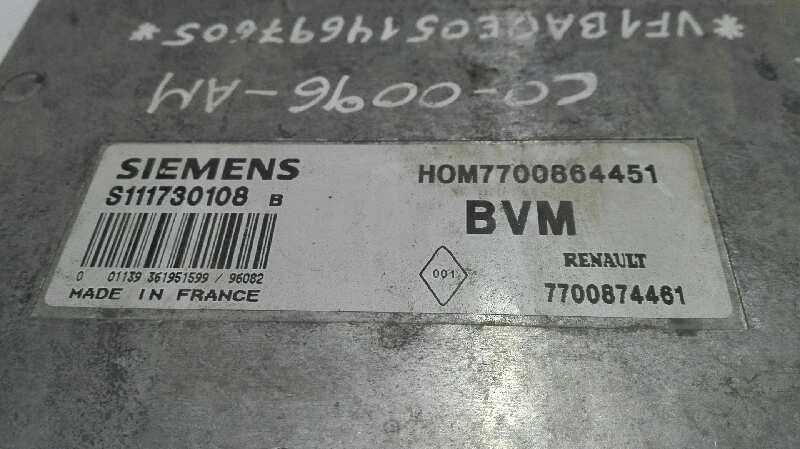 *VF1BA0E0514697605*
CO-0096-AM
SIEMENS
S111730108 B
0 01139 361951599 / 96082
MADE IN FRANCE
HOM7700864451
BVM
001
RENAULT
7700874461